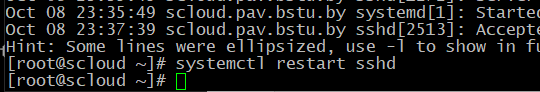 Oct 08 23:35:49 scloud.pav.bstu.by systemd[1]: Starte
Oct 08 23:37:39 scloud.pav.bstu.by sshd[2513]: Accepte
Hint: Some lines were ellipsized, use -l to show in fu
[root@scloud ~]# systemctl restart sshd
[root@scloud ~]#